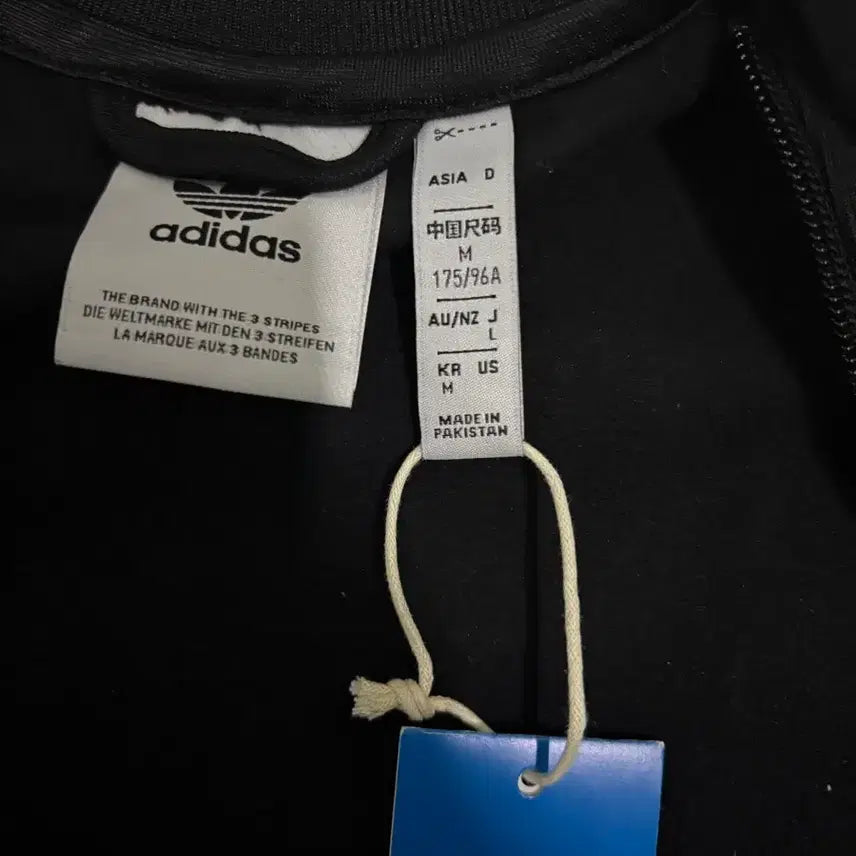 adidas
THE BRAND WITH THE 3 STRIPES
DIE WELTMARKE MIT DEN 3 STREIFEN
LA MARQUE AUX 3 BANDES
ASIA D
中国尺码
M
175/96A
AU/NZ J
L
KR US
M
MADE IN
PAKISTAN